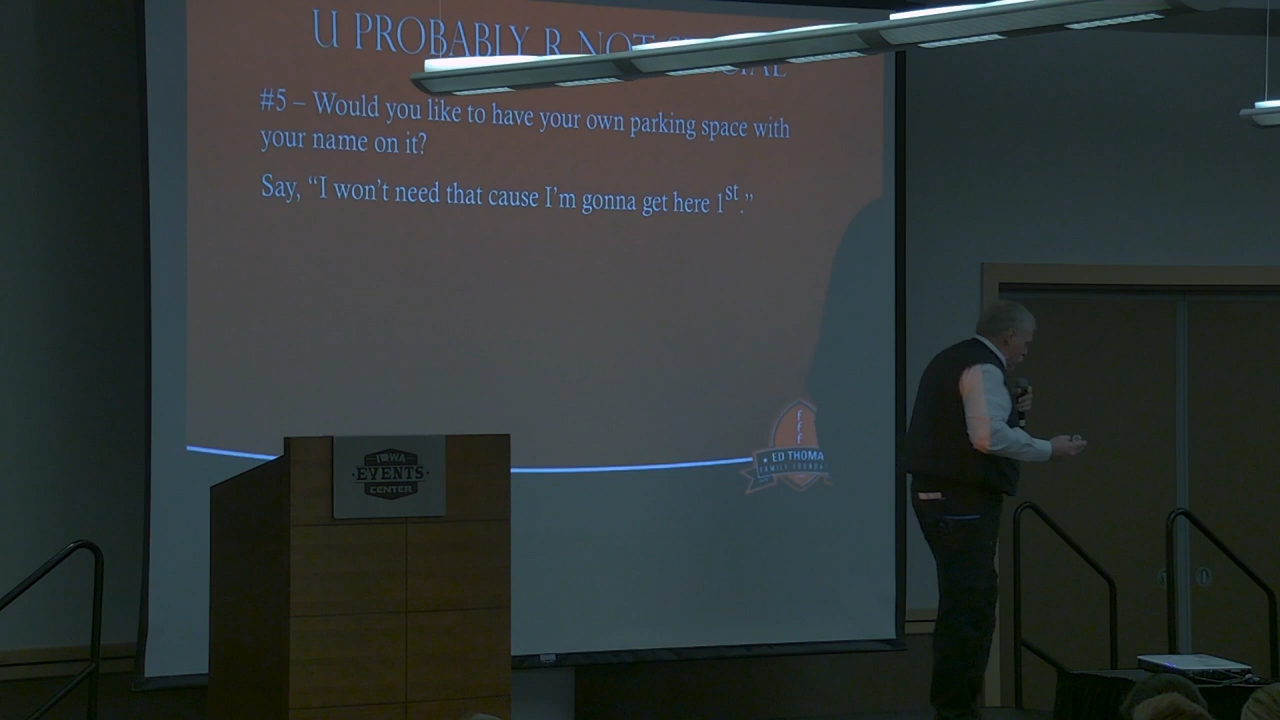 U PROBABLY R NOT
#5 – Would you like to have your own parking space with
your name on it?
Say, “I won’t need that cause I’m gonna get here 1st.”
FFF
ED THOMA
FAMILY
IOWA
EVENTS
CENTER